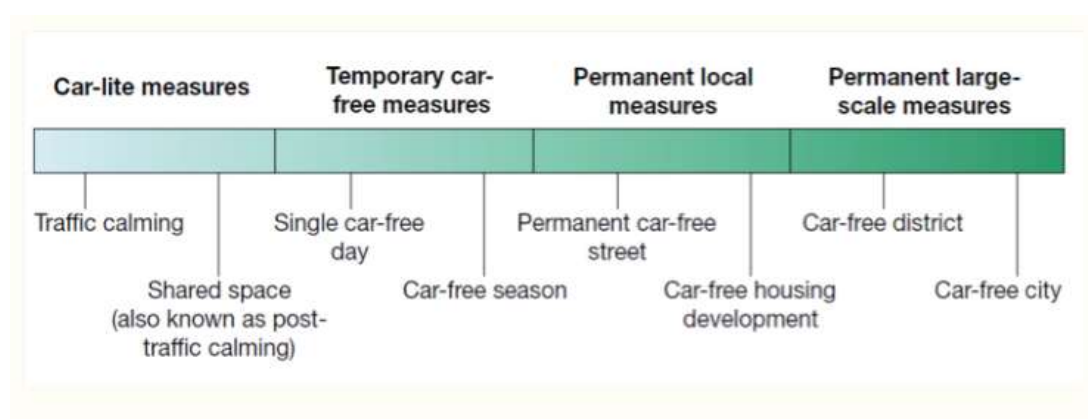 Car-lite measures
Temporary car-
free measures
Permanent local
measures
Permanent large-
scale measures
Traffic calming
Shared space
(also known as post-
traffic calming)
Single car-free
day
Car-free season
Permanent car-free
street
Car-free housing
development
Car-free district
Car-free city